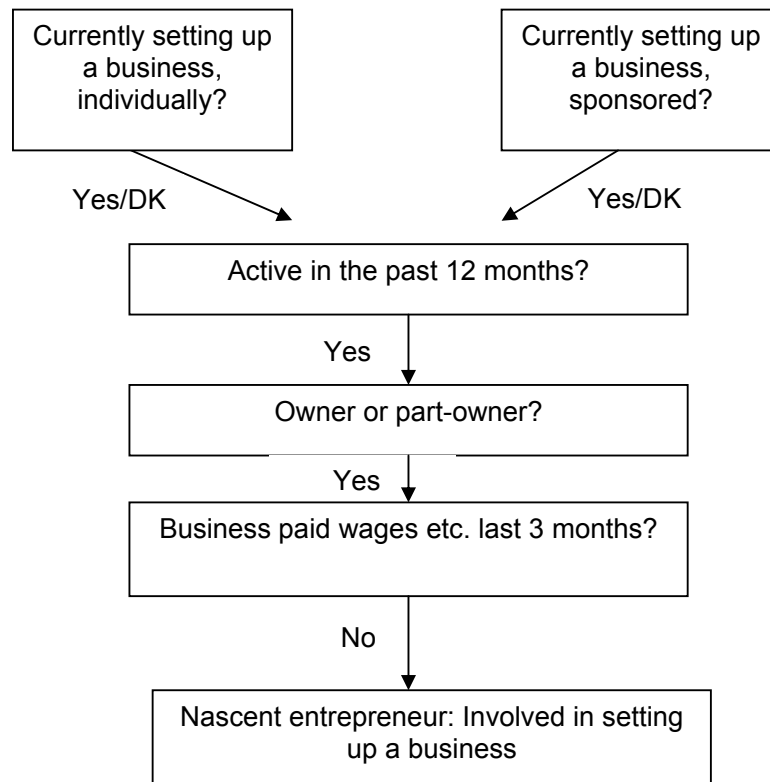 Currently setting up
a business,
individually?
Currently setting up
a business,
sponsored?
Yes/DK
Yes/DK
Active in the past 12 months?
Yes
Owner or part-owner?
Yes
Business paid wages etc. last 3 months?
No
Nascent entrepreneur: Involved in setting
up a business